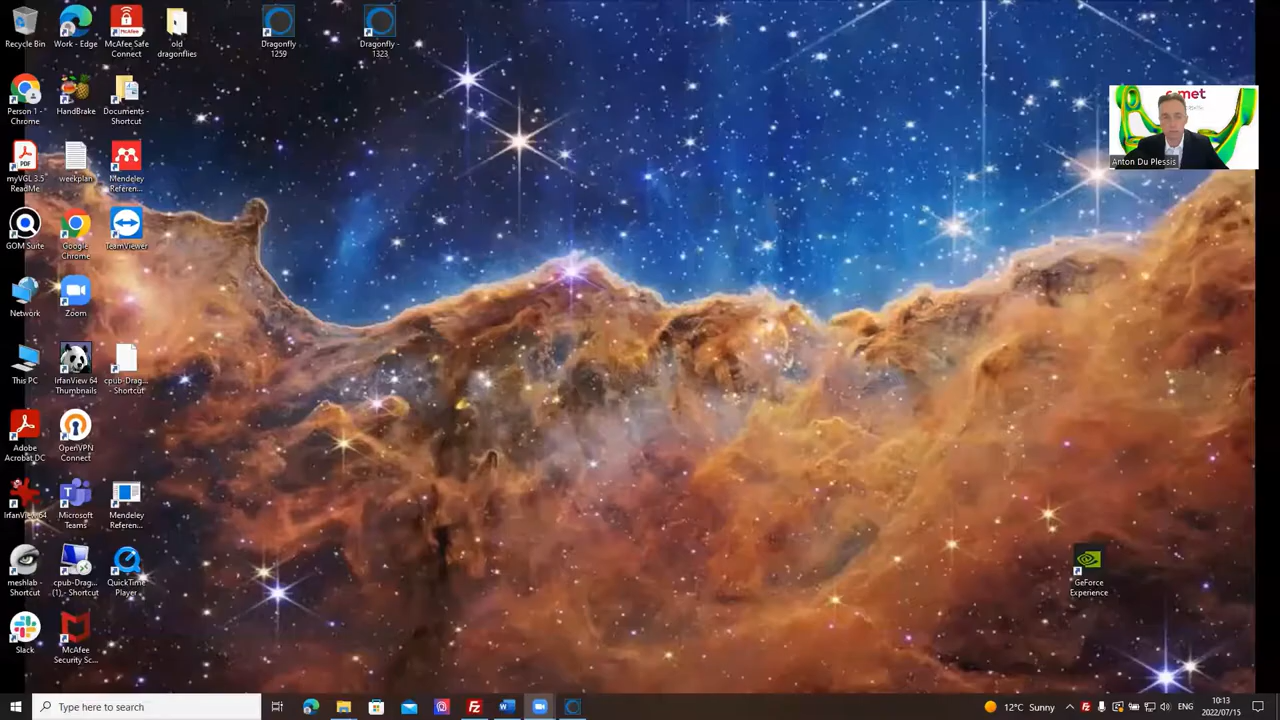 Recycle Bin
Work - Edge
McAfee Safe
Connect
old
dragonflies
Dragonfly
1259
Dragonfly -
1323
Person 1 -
Chrome
HandBrake
Documents -
Shortcut
myVGL 3.5
ReadMe
weekplan
Mendeley
Referen...
GOM Suite
Google
Chrome
TeamViewer
Network
Zoom
This PC
IrfanView 64
Thumbnails
cpub-Drag...
- Shortcut
Adobe
Acrobat DC
OpenVPN
Connect
IrfanView 64
Microsoft
Teams
Mendeley
Referen...
meshlab -
Shortcut
cpub-Drag...
(1) - Shortcut
QuickTime
Player
Slack
McAfee
Security Sc...
GeForce
Experience
met
Anton Du Plessis
Type here to search
12°C Sunny
ENG
10:13
2022/07/15